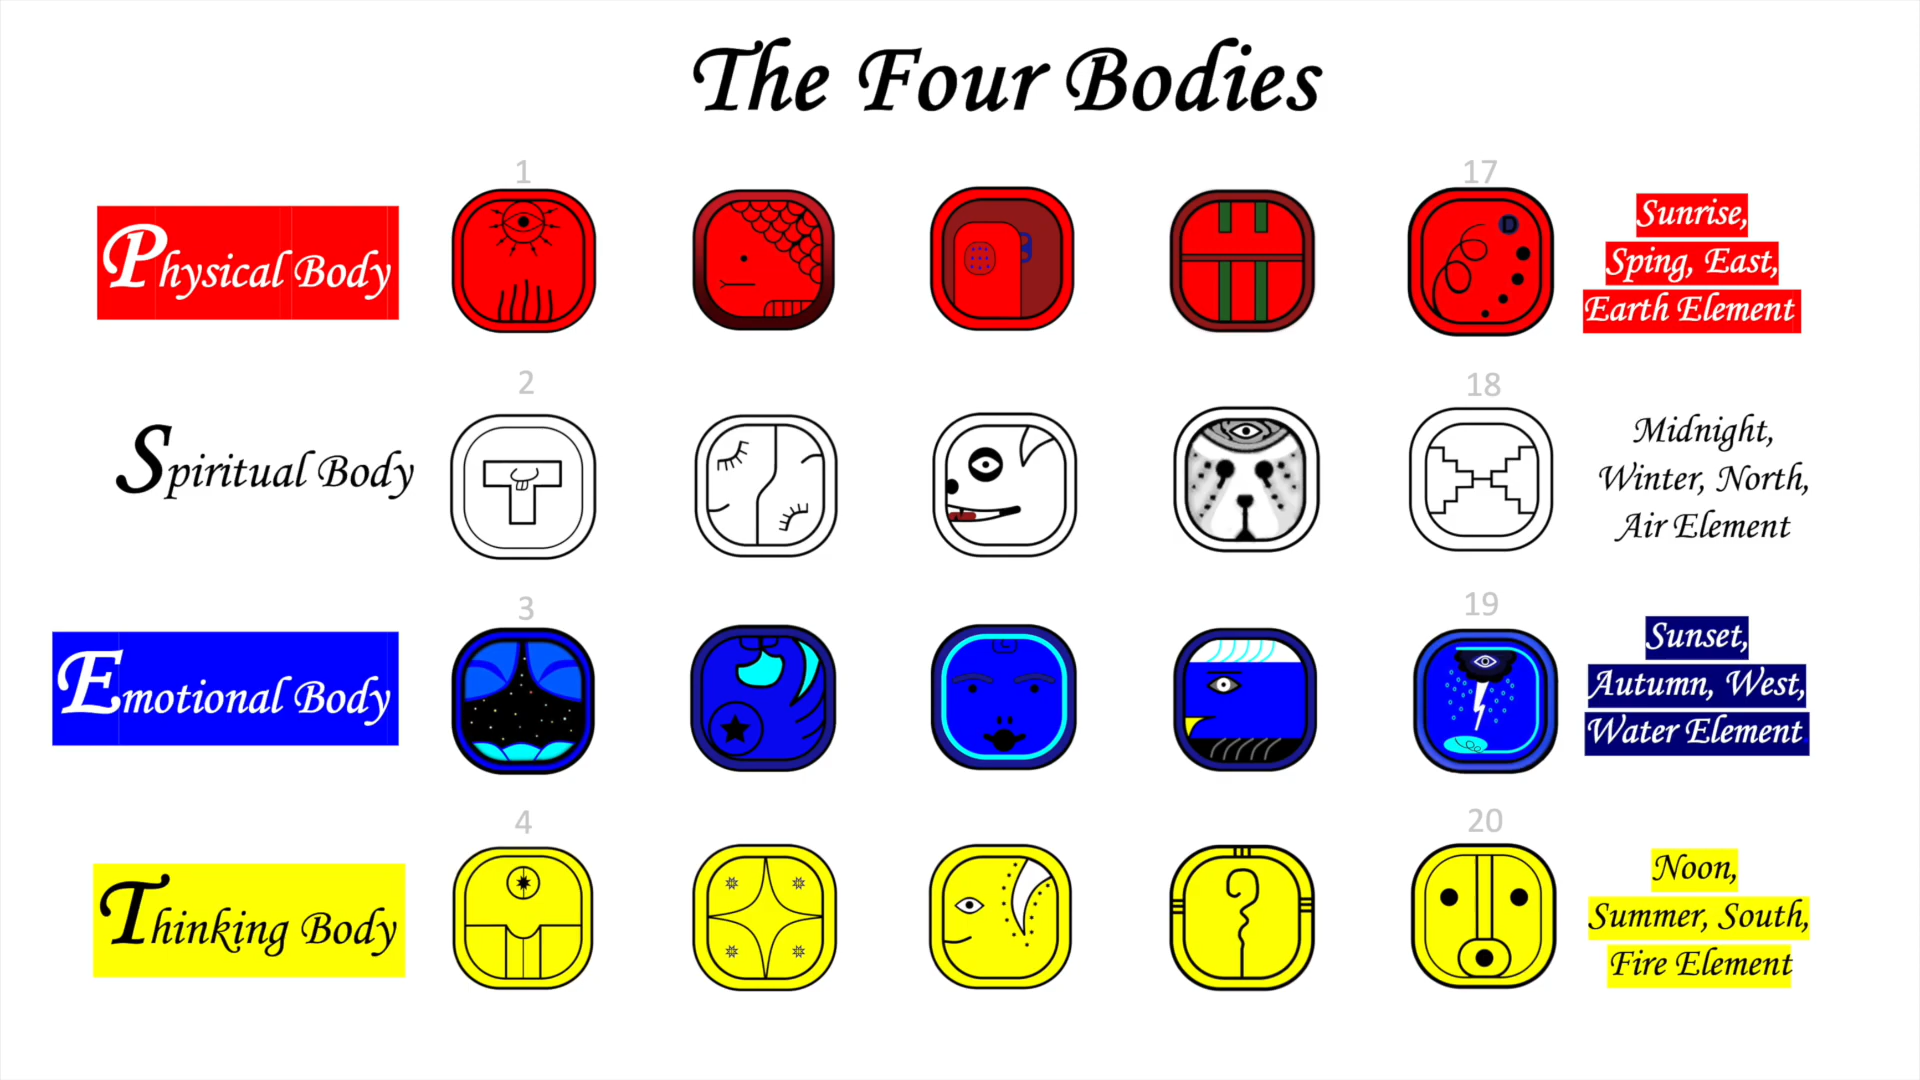 The Four Bodies
1
17
Physical Body
D
Sunrise,
Sping, East,
Earth Element
2
18
Spiritual Body
Midnight,
Winter, North,
Air Element
3
19
Emotional Body
Sunset,
Autumn, West,
Water Element
4
20
Thinking Body
Noon,
Summer, South,
Fire Element